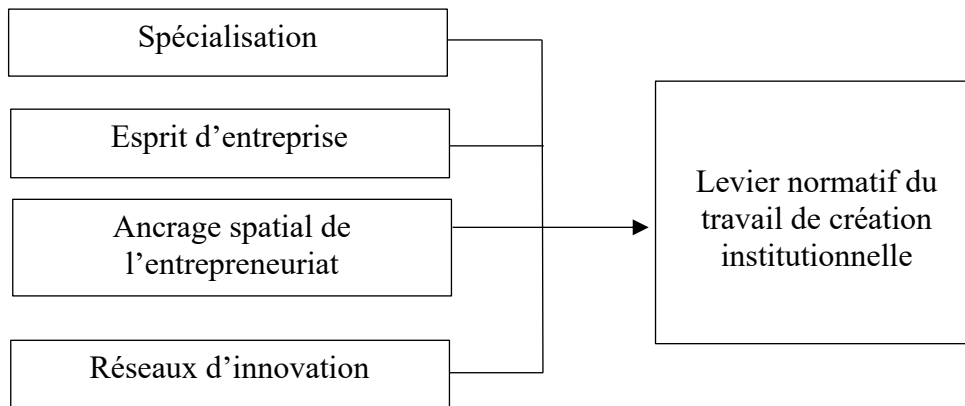 Spécialisation
Esprit d’entreprise
Ancrage spatial de
l’entrepreneuriat
Réseaux d’innovation
Levier normatif du
travail de création
institutionnelle